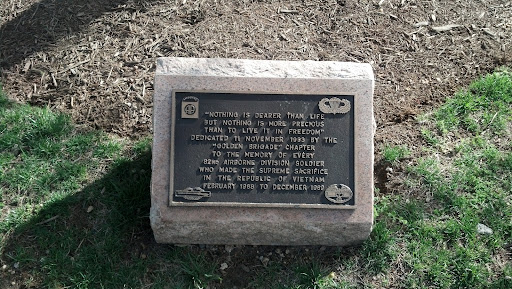 "NOTHING IS DEARER THAN LIFE
BUT NOTHING IS MORE PRECIOUS
THAN TO LIVE IT IN FREEDOM"
DEDICATED 11 NOVEMBER 1993 BY THE
"GOLDEN BRIGADE" CHAPTER
TO THE MEMORY OF EVERY
82ND AIRBORNE DIVISION SOLDIER
WHO MADE THE SUPREME SACRIFICE
IN THE REPUBLIC OF VIETNAM
FEBRUARY 1968 TO DECEMBER 1969